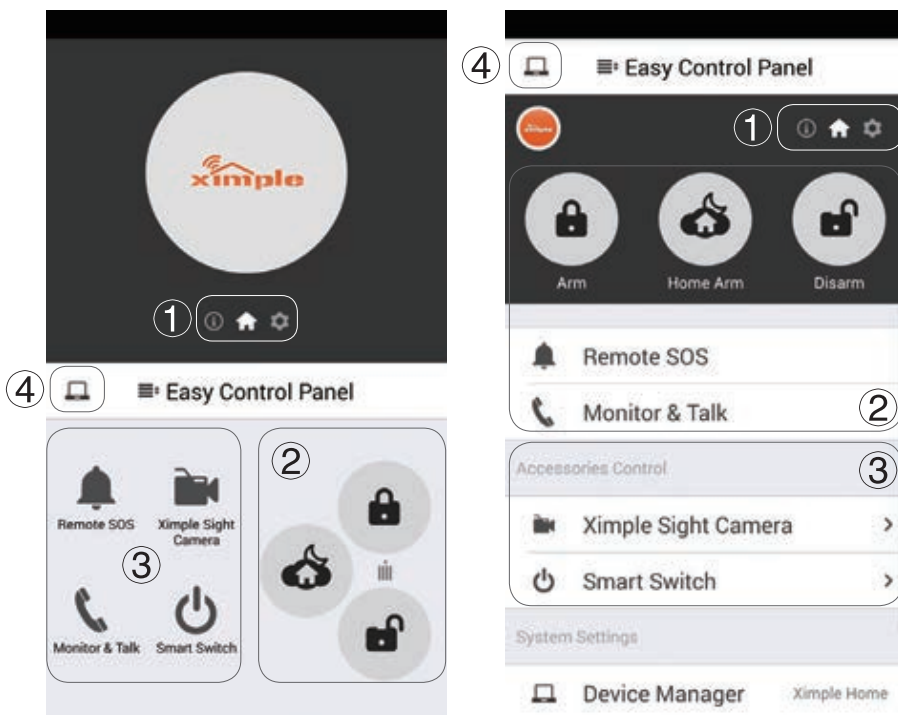 ximple
①
④
Easy Control Panel
②
Remote SOS
Ximple Sight
Camera
③
Monitor & Talk
Smart Switch
④
Easy Control Panel
ximple
①
Arm
Home Arm
Disarm
Remote SOS
Monitor & Talk
②
Accessories Control
③
Ximple Sight Camera
Smart Switch
System Settings
Device Manager
Ximple Home